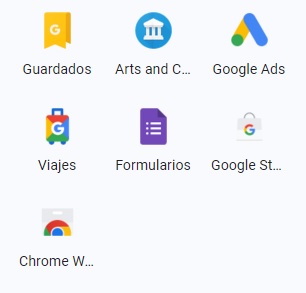 Guardados
Arts and C...
Google Ads
Viajes
Formularios
Google St...
Chrome W...